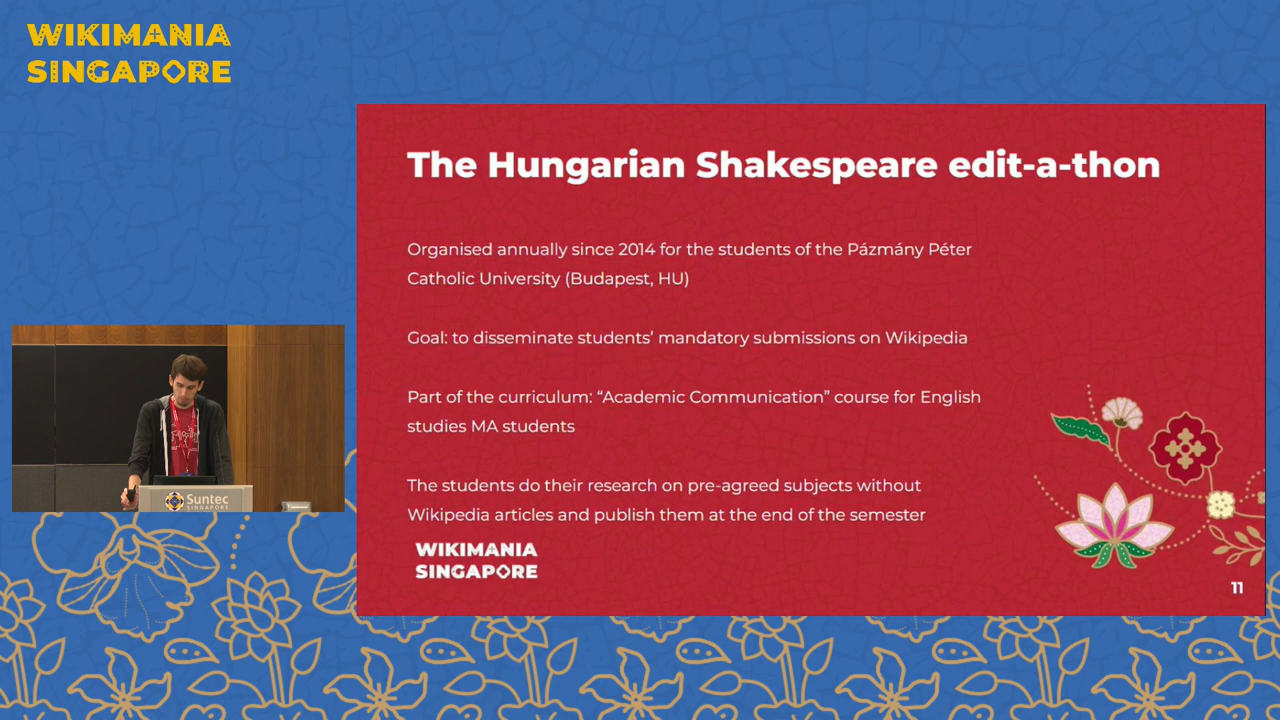 WIKIMANIA
SINGAPORE
The Hungarian Shakespeare edit-a-thon
Organised annually since 2014 for the students of the Pázmány Péter
Catholic University (Budapest, HU)
Goal: to disseminate students’ mandatory submissions on Wikipedia
Part of the curriculum: “Academic Communication” course for English
studies MA students
The students do their research on pre-agreed subjects without
Wikipedia articles and publish them at the end of the semester
WIKIMANIA
SINGAPORE
11
Suntec
SINGAPORE